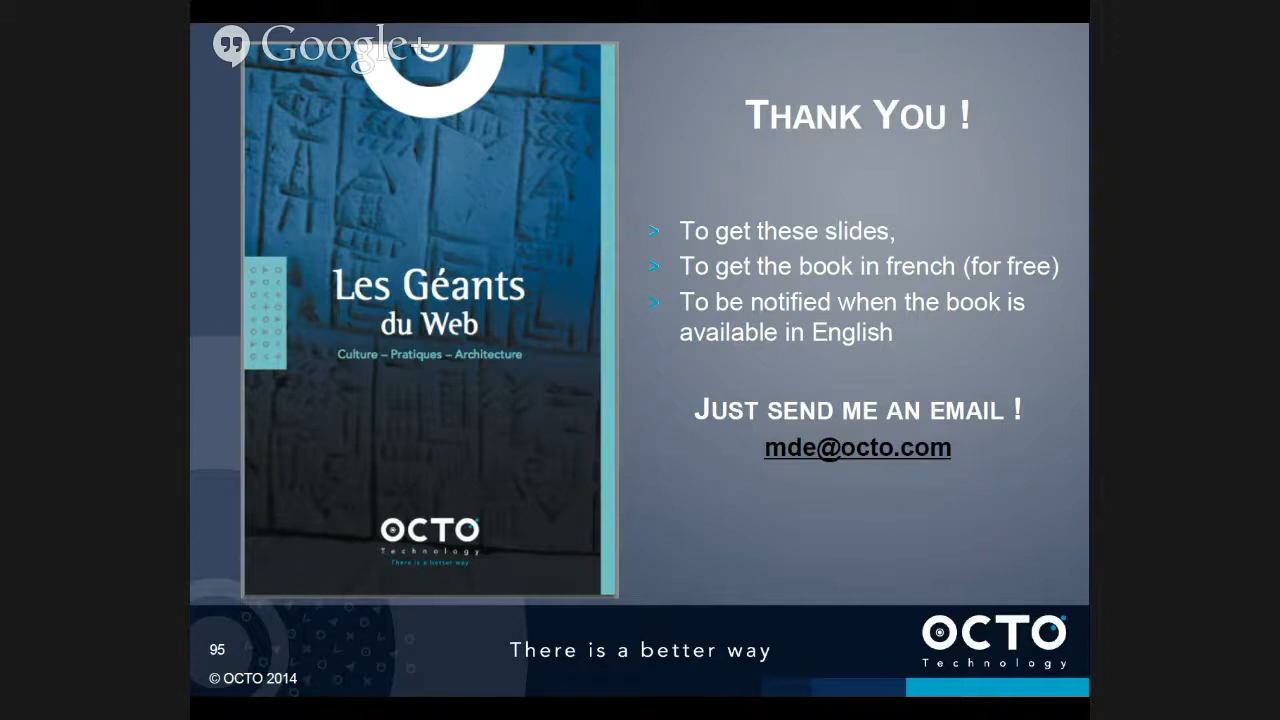 Google+
Les Géants
du Web
Culture – Pratiques – Architecture
OCTO
Technology
There is a better way
THANK YOU !
> To get these slides,
> To get the book in french (for free)
> To be notified when the book is
available in English
JUST SEND ME AN EMAIL !
mde@octo.com
95
© OCTO 2014
There is a better way
OCTO
Technology